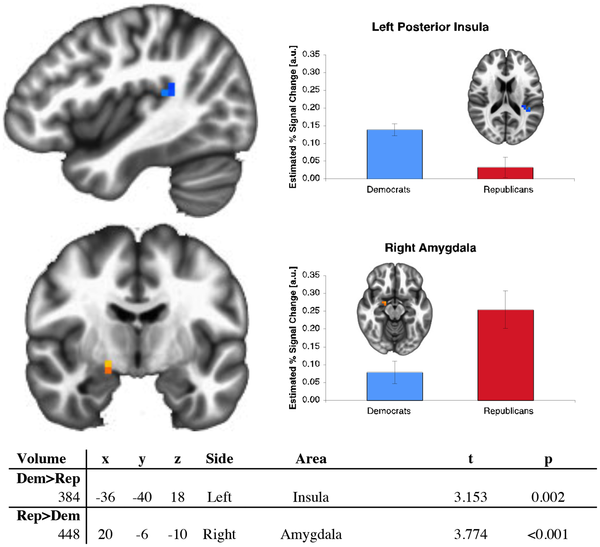 Left Posterior Insula
Estimated % Signal Change [a.u.]
0.35
0.30
0.25
0.20
0.15
0.10
0.05
0.00
Democrats Republicans
Right Amygdala
Estimated % Signal Change [a.u.]
0.35
0.30
0.25
0.20
0.15
0.10
0.05
0.00
Democrats Republicans
Volume x y z Side Area t p
Dem>Rep
384 -36 -40 18 Left Insula 3.153 0.002
Rep>Dem
448 20 -6 -10 Right Amygdala 3.774 <0.001